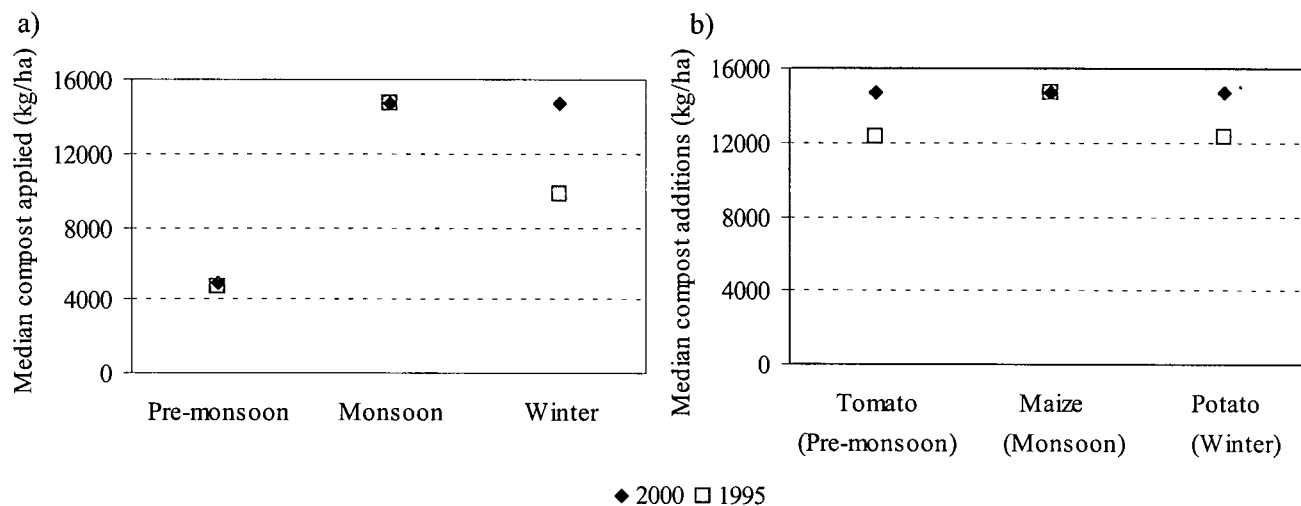 a)
Median compost applied (kg/ha)
16000
12000
8000
4000
0
Pre-monsoon Monsoon Winter
b)
Median compost additions (kg/ha)
16000
12000
8000
4000
0
Tomato Maize Potato
(Pre-monsoon) (Monsoon) (Winter)
2000 1995